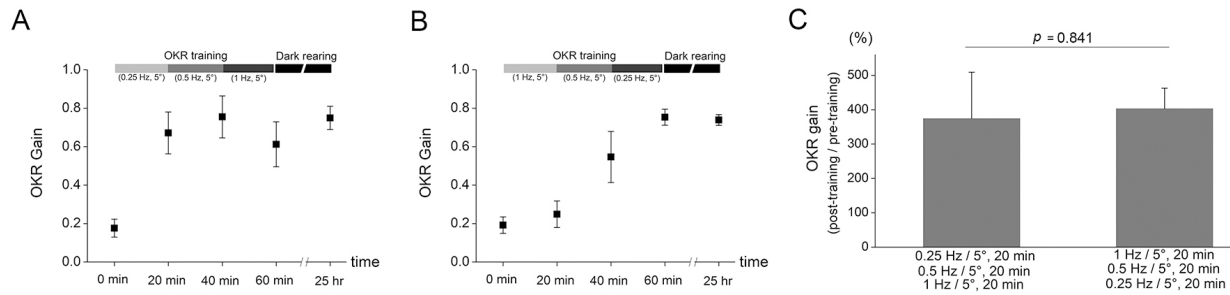 A
OKR training
Dark rearing
(0.25 Hz, 5°)
(0.5 Hz, 5°)
(1 Hz, 5°)
OKR Gain
1.0
0.8
0.6
0.4
0.2
0.0
0 min
20 min
40 min
60 min
25 hr
time
B
OKR training
Dark rearing
(1 Hz, 5°)
(0.5 Hz, 5°)
(0.25 Hz, 5°)
OKR Gain
1.0
0.8
0.6
0.4
0.2
0.0
0 min
20 min
40 min
60 min
25 hr
time
C
(%)
p = 0.841
OKR gain
(post-training / pre-training)
500
400
300
200
100
0
0.25 Hz / 5°, 20 min
0.5 Hz / 5°, 20 min
1 Hz / 5°, 20 min
1 Hz / 5°, 20 min
0.5 Hz / 5°, 20 min
0.25 Hz / 5°, 20 min